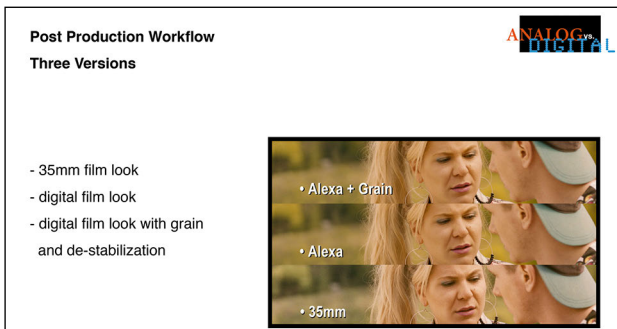 Post Production Workflow
Three Versions
ANALOG vs.
DIGITAL
- 35mm film look
- digital film look
- digital film look with grain
and de-stabilization
• Alexa + Grain
• Alexa
• 35mm